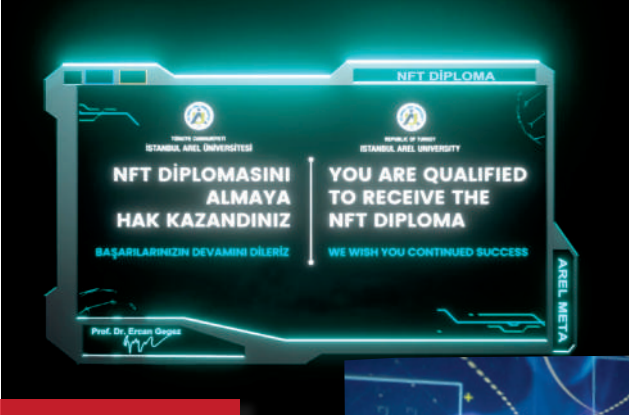 NFT DİPLOMA
TÜRKİYE CUMHURİYETİ
İSTANBUL AREL ÜNİVERSİTESİ
NFT DİPLOMASINI
ALMAYA
HAK KAZANDINIZ
BAŞARILARINIZIN DEVAMINI DİLERİZ
REPUBLIC OF TURKEY
ISTANBUL AREL UNIVERSITY
YOU ARE QUALIFIED
TO RECEIVE THE
NFT DIPLOMA
WE WISH YOU CONTINUED SUCCESS
AREL META
Prof. Dr. Ercan Gegez